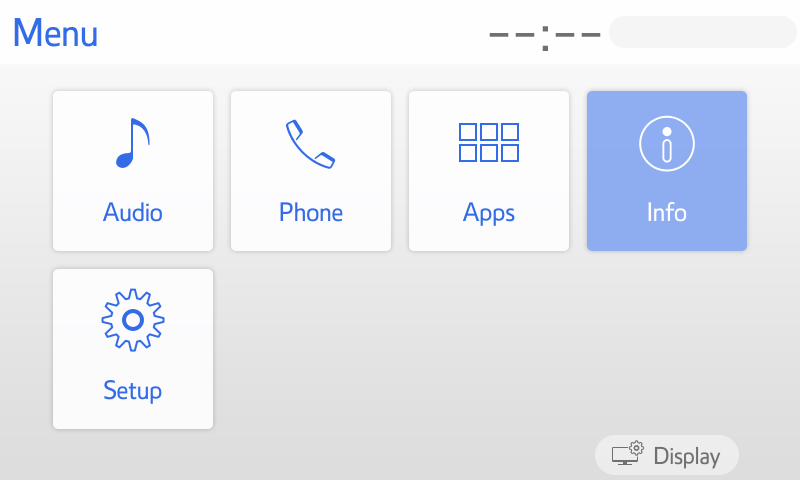 Menu
--:--
Audio
Phone
Apps
Info
Setup
Display